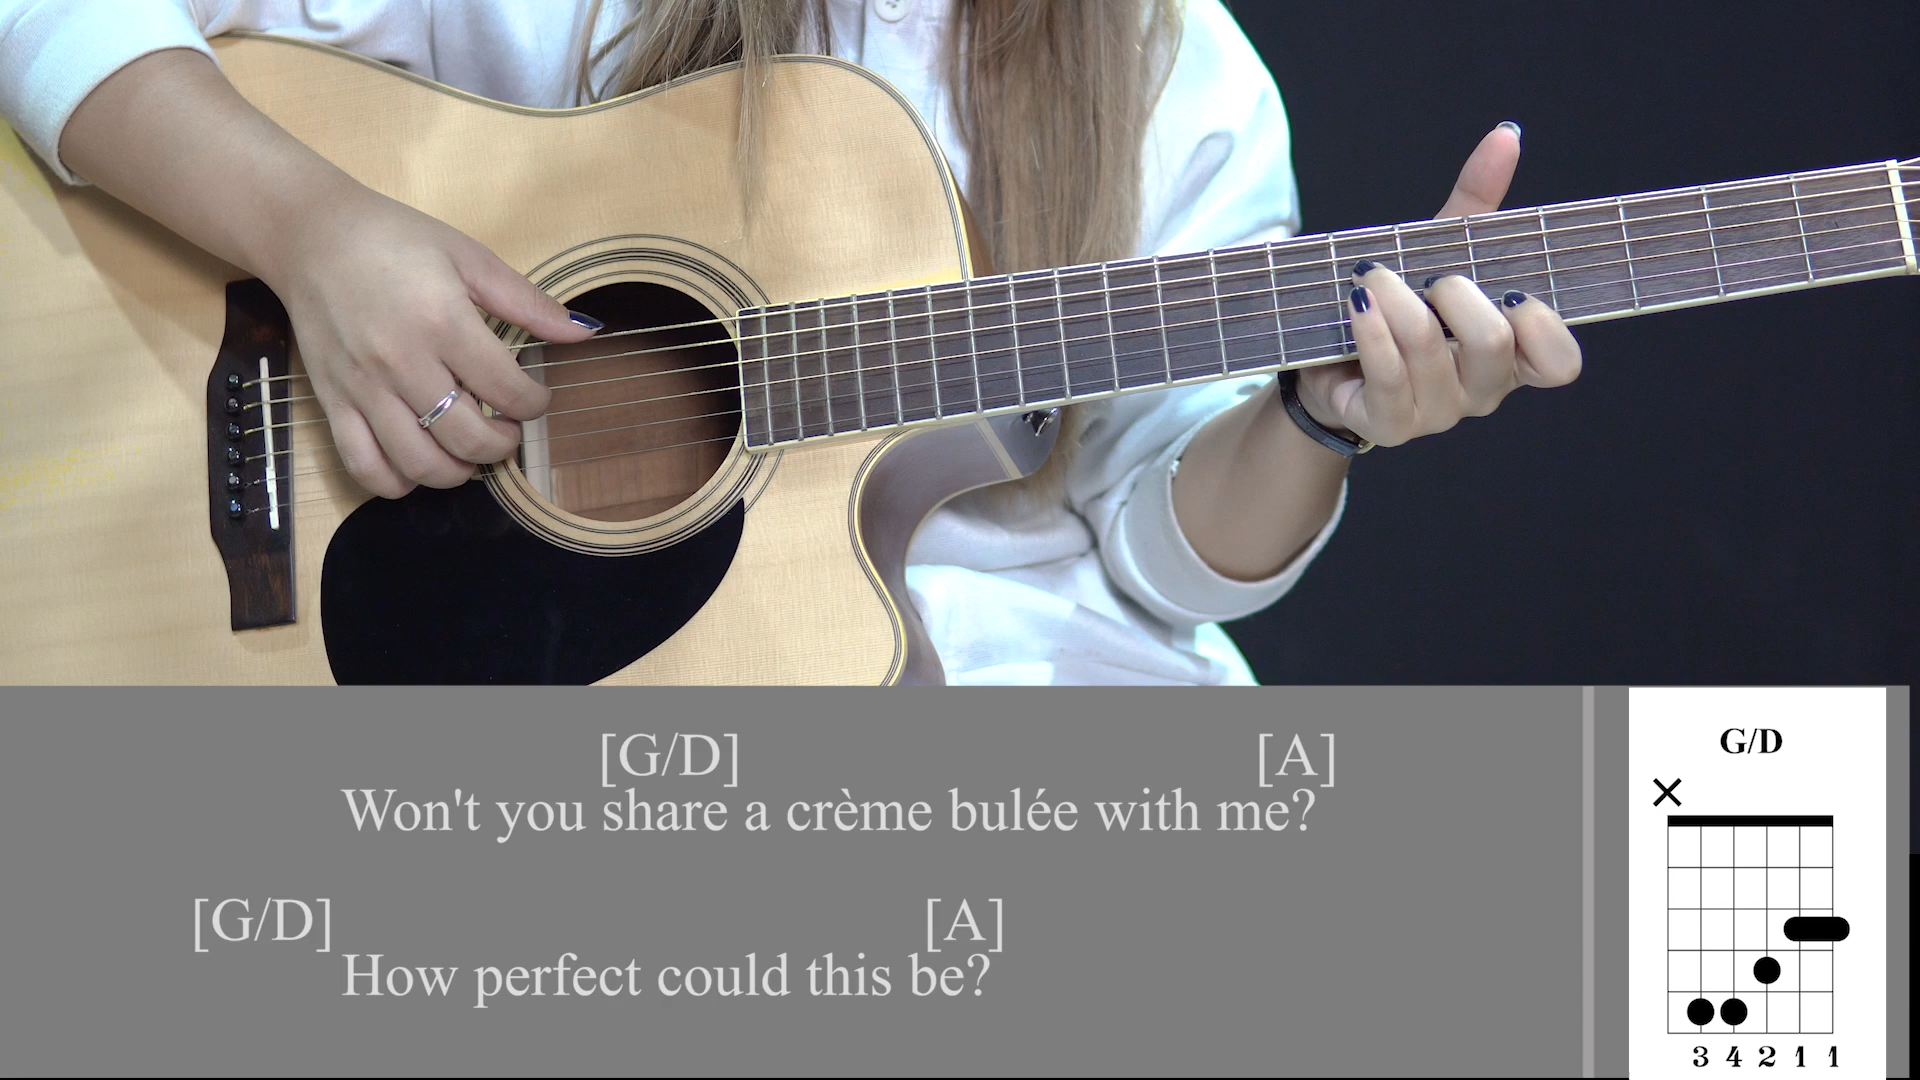 [G/D] [A]
Won't you share a crème bulée with me?
[G/D] [A]
How perfect could this be?
G/D
×
3 4 2 1 1